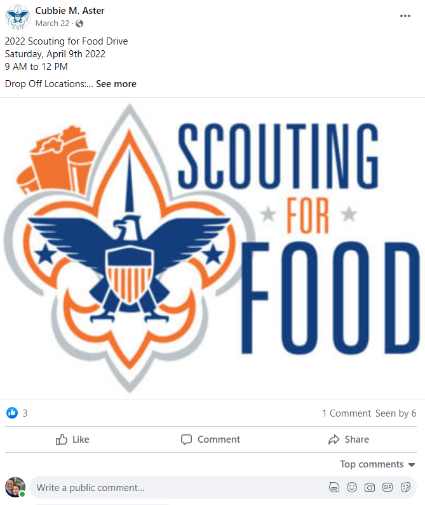 Cubbie M. Aster
March 22 ·
2022 Scouting for Food Drive
Saturday, April 9th 2022
9 AM to 12 PM
Drop Off Locations:... See more
SCOUTING
FOR
FOOD
3
1 Comment Seen by 6
Like
Comment
Share
Top comments
Write a public comment...
GIF